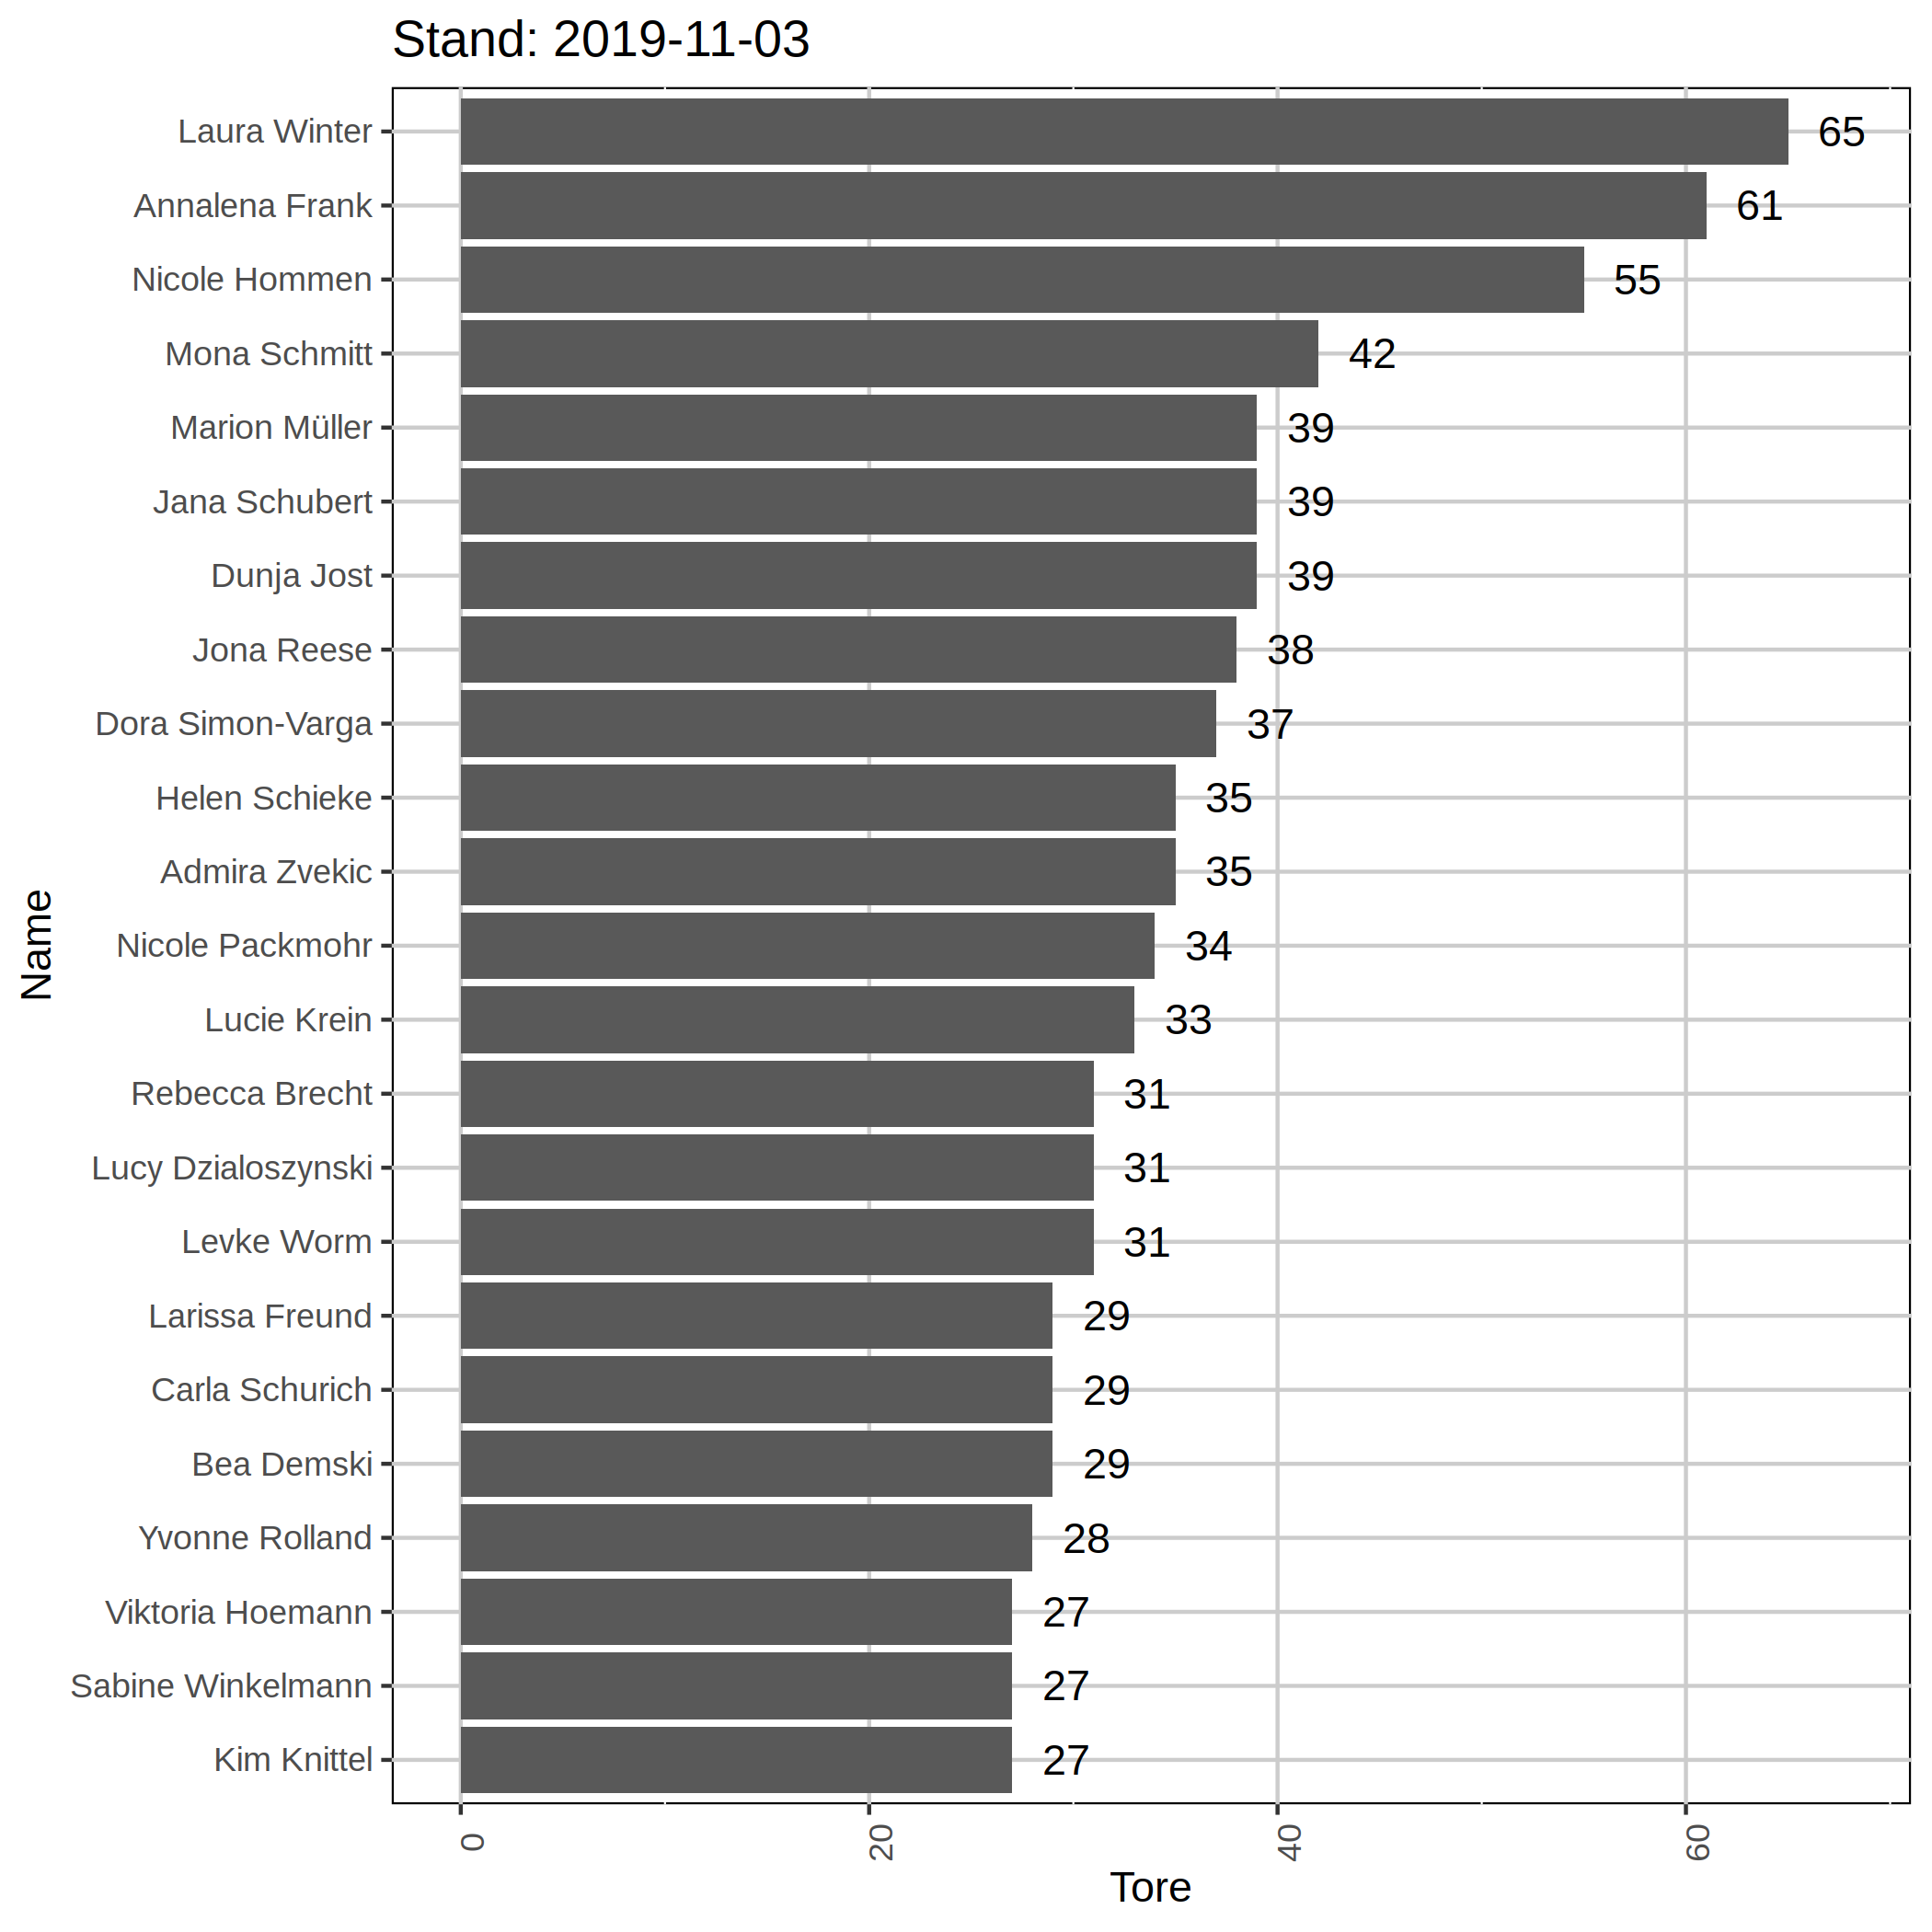 Stand: 2019-11-03
Laura Winter 65
Annalena Frank 61
Nicole Hommen 55
Mona Schmitt 42
Marion Müller 39
Jana Schubert 39
Dunja Jost 39
Jona Reese 38
Dora Simon-Varga 37
Helen Schieke 35
Admira Zvekic 35
Nicole Packmohr 34
Lucie Krein 33
Rebecca Brecht 31
Lucy Dzialoszynski 31
Levke Worm 31
Larissa Freund 29
Carla Schurich 29
Bea Demski 29
Yvonne Rolland 28
Viktoria Hoemann 27
Sabine Winkelmann 27
Kim Knittel 27
Name
0 20 40 60
Tore